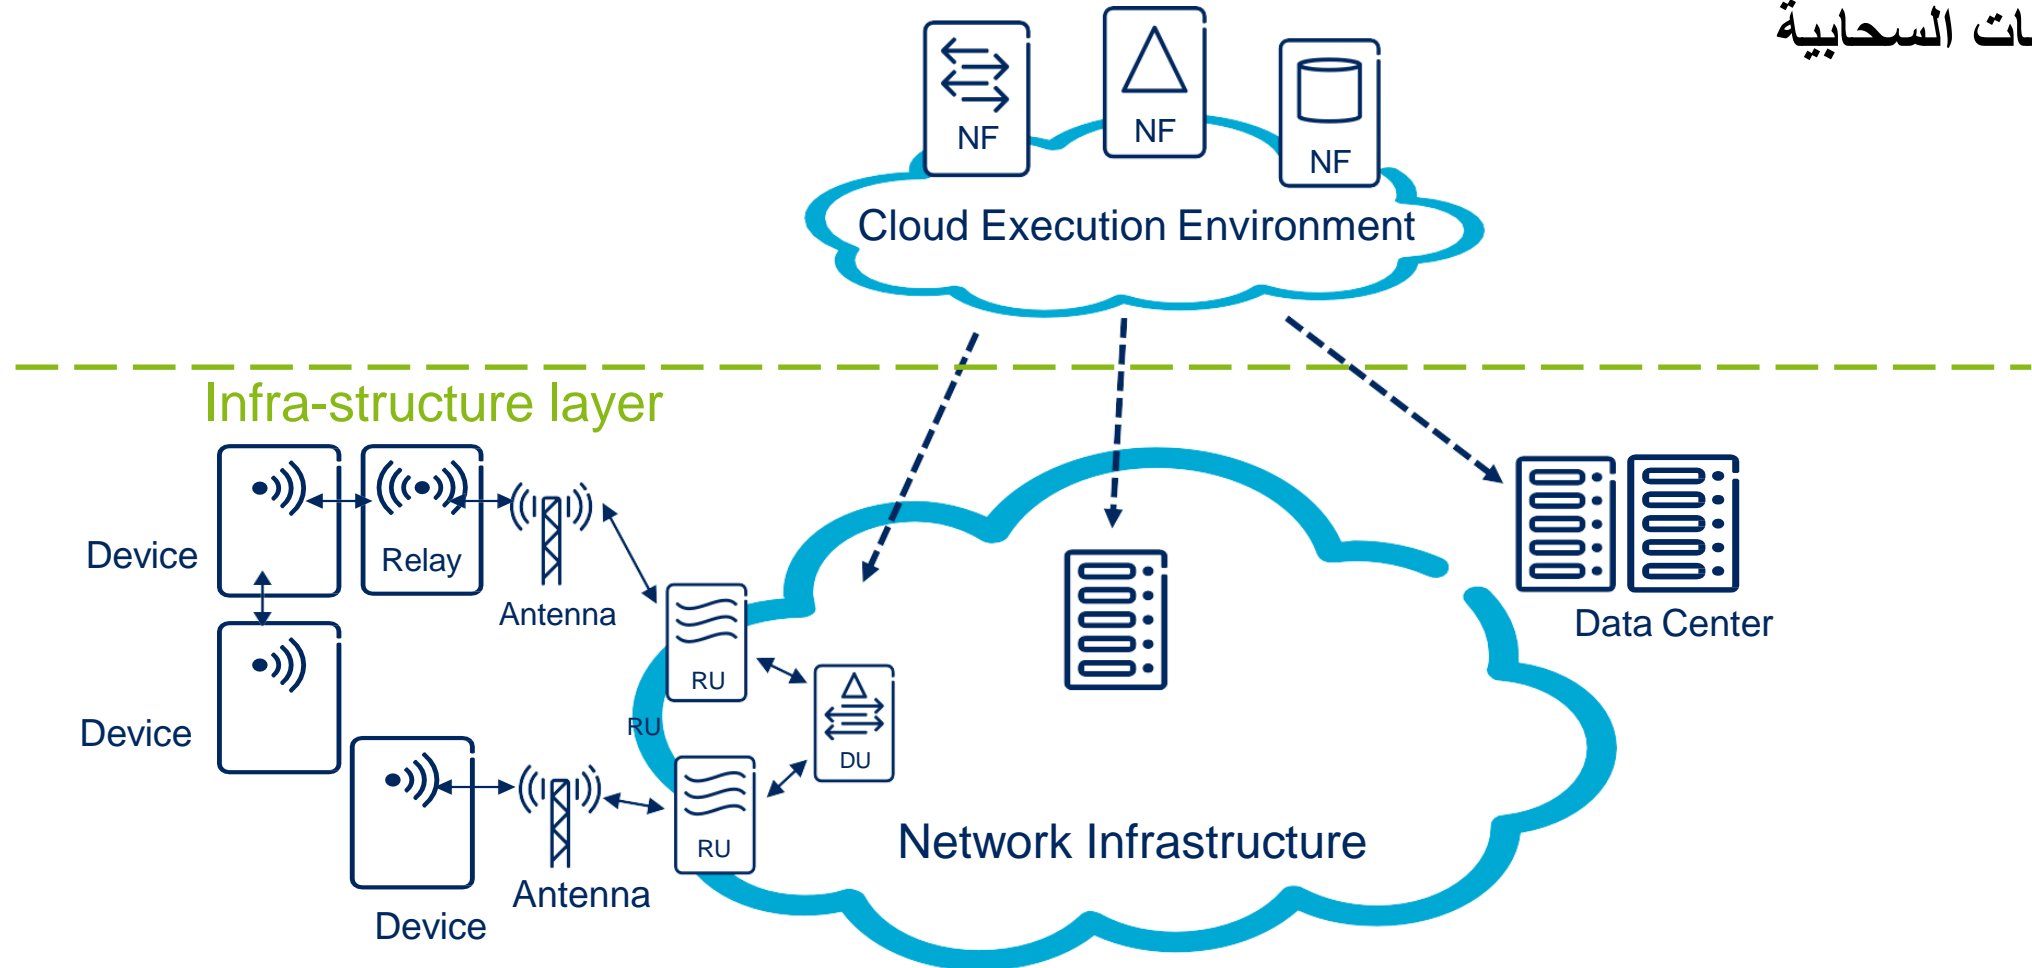 السحابية
NF
NF
NF
Cloud Execution Environment
Infra-structure layer
Device
Relay
Antenna
RU
Data Center
Device
RU
DU
RU
Network Infrastructure
Antenna
Device